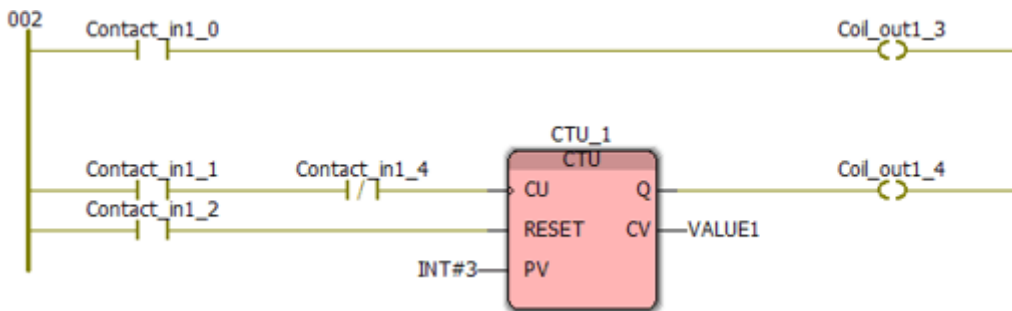 002
Contact_in1_0 Coil_out1_3
CTU_1
CTU
Contact_in1_1 Contact_in1_4 Coil_out1_4
CU Q
Contact_in1_2
RESET CV VALUE1
INT#3 PV